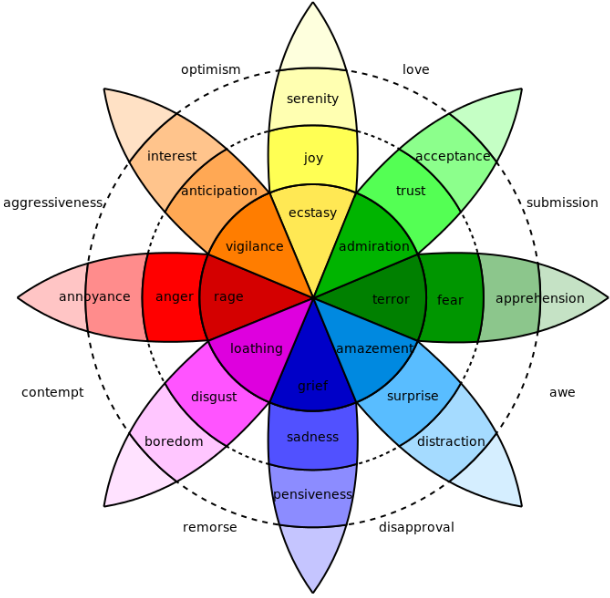 optimism
love
serenity
interest
joy
acceptance
anticipation
trust
aggressiveness
submission
ecstasy
vigilance
admiration
annoyance
anger
rage
terror
fear
apprehension
loathing
amazement
contempt
disgust
grief
surprise
awe
boredom
sadness
distraction
pensiveness
remorse
disapproval